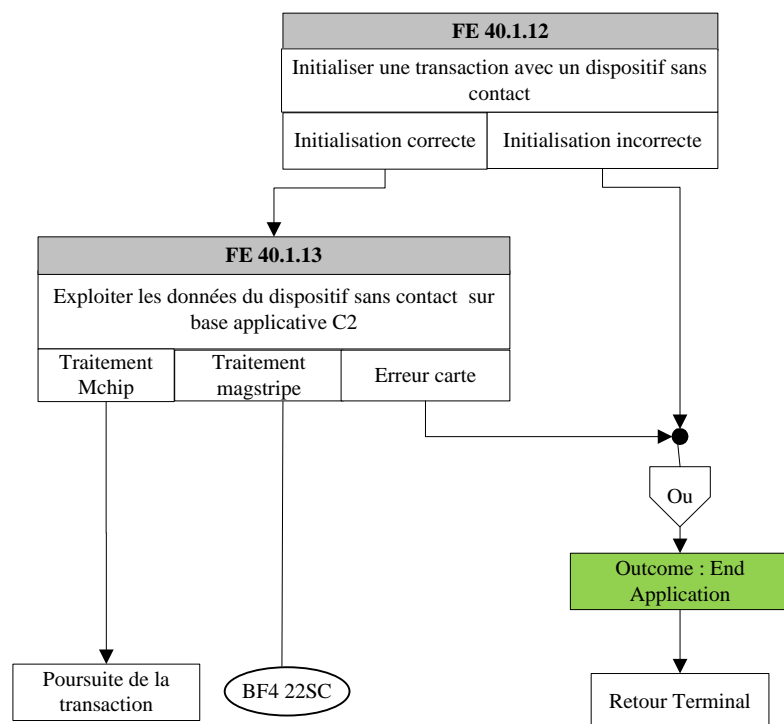 FE 40.1.12
Initialiser une transaction avec un dispositif sans
contact
Initialisation correcte
Initialisation incorrecte
FE 40.1.13
Exploiter les données du dispositif sans contact sur
base applicative C2
Traitement
Mchip
Traitement
magstripe
Erreur carte
Ou
Outcome : End
Application
Poursuite de la
transaction
BF4 22SC
Retour Terminal